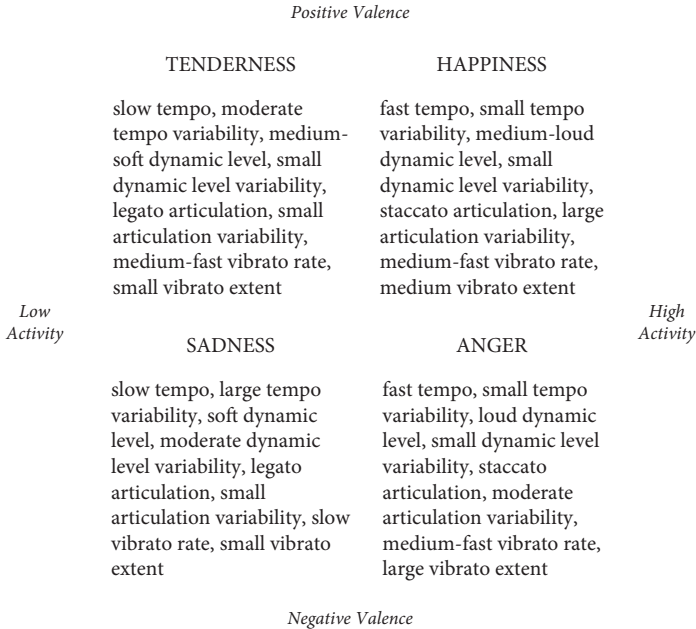 Positive Valence
TENDERNESS
slow tempo, moderate
tempo variability, medium-
soft dynamic level, small
dynamic level variability,
legato articulation, small
articulation variability,
medium-fast vibrato rate,
small vibrato extent
HAPPINESS
fast tempo, small tempo
variability, medium-loud
dynamic level, small
dynamic level variability,
staccato articulation, large
articulation variability,
medium-fast vibrato rate,
medium vibrato extent
Low
Activity
High
Activity
SADNESS
slow tempo, large tempo
variability, soft dynamic
level, moderate dynamic
level variability, legato
articulation, small
articulation variability, slow
vibrato rate, small vibrato
extent
ANGER
fast tempo, small tempo
variability, loud dynamic
level, small dynamic level
variability, staccato
articulation, moderate
articulation variability,
medium-fast vibrato rate,
large vibrato extent
Negative Valence